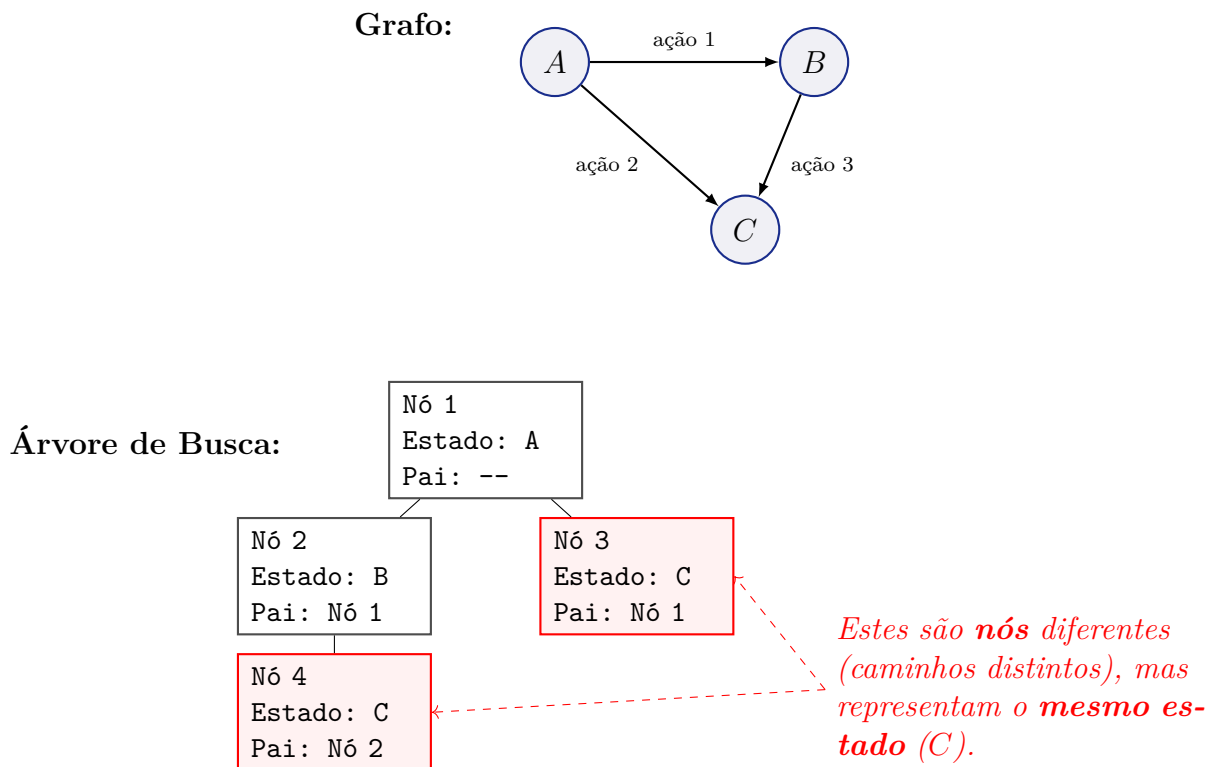 Grafo:
A
ação 1
B
ação 2
ação 3
C
Árvore de Busca:
Nó 1
Estado: A
Pai: --
Nó 2
Estado: B
Pai: Nó 1
Nó 3
Estado: C
Pai: Nó 1
Nó 4
Estado: C
Pai: Nó 2
Estes são nós diferentes
(caminhos distintos), mas
representam o mesmo es-
tado (C).